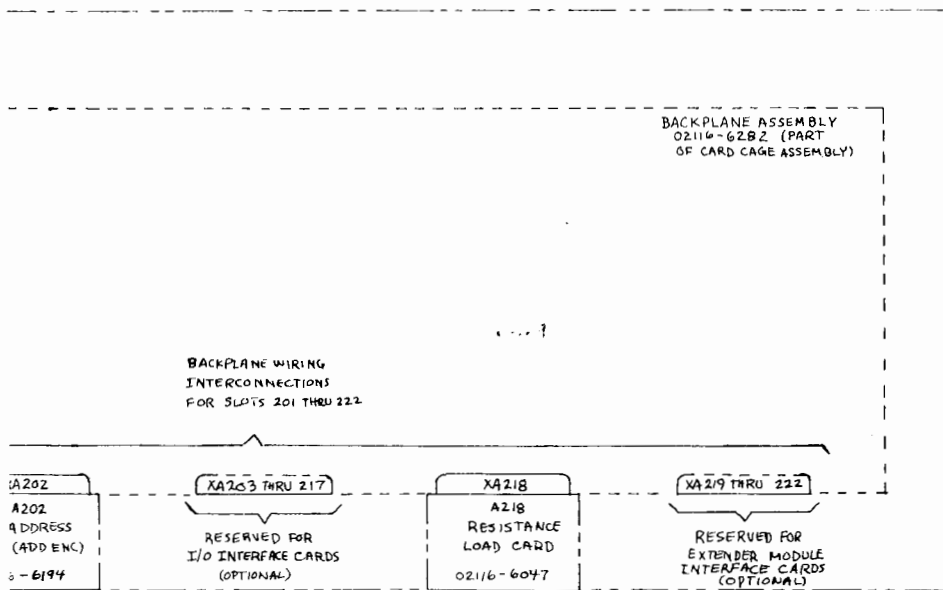 BACKPLANE ASSEMBLY
02116-6282 (PART
OF CARD CAGE ASSEMBLY)
BACKPLANE WIRING
INTERCONNECTIONS
FOR SLOTS 201 THRU 222
XA202
XA203 THRU 217
XA218
XA219 THRU 222
A202
ADDRESS
(ADD ENC)
-6194
RESERVED FOR
I/O INTERFACE CARDS
(OPTIONAL)
A218
RESISTANCE
LOAD CARD
02116-6047
RESERVED FOR
EXTENDER MODULE
INTERFACE CARDS
(OPTIONAL)